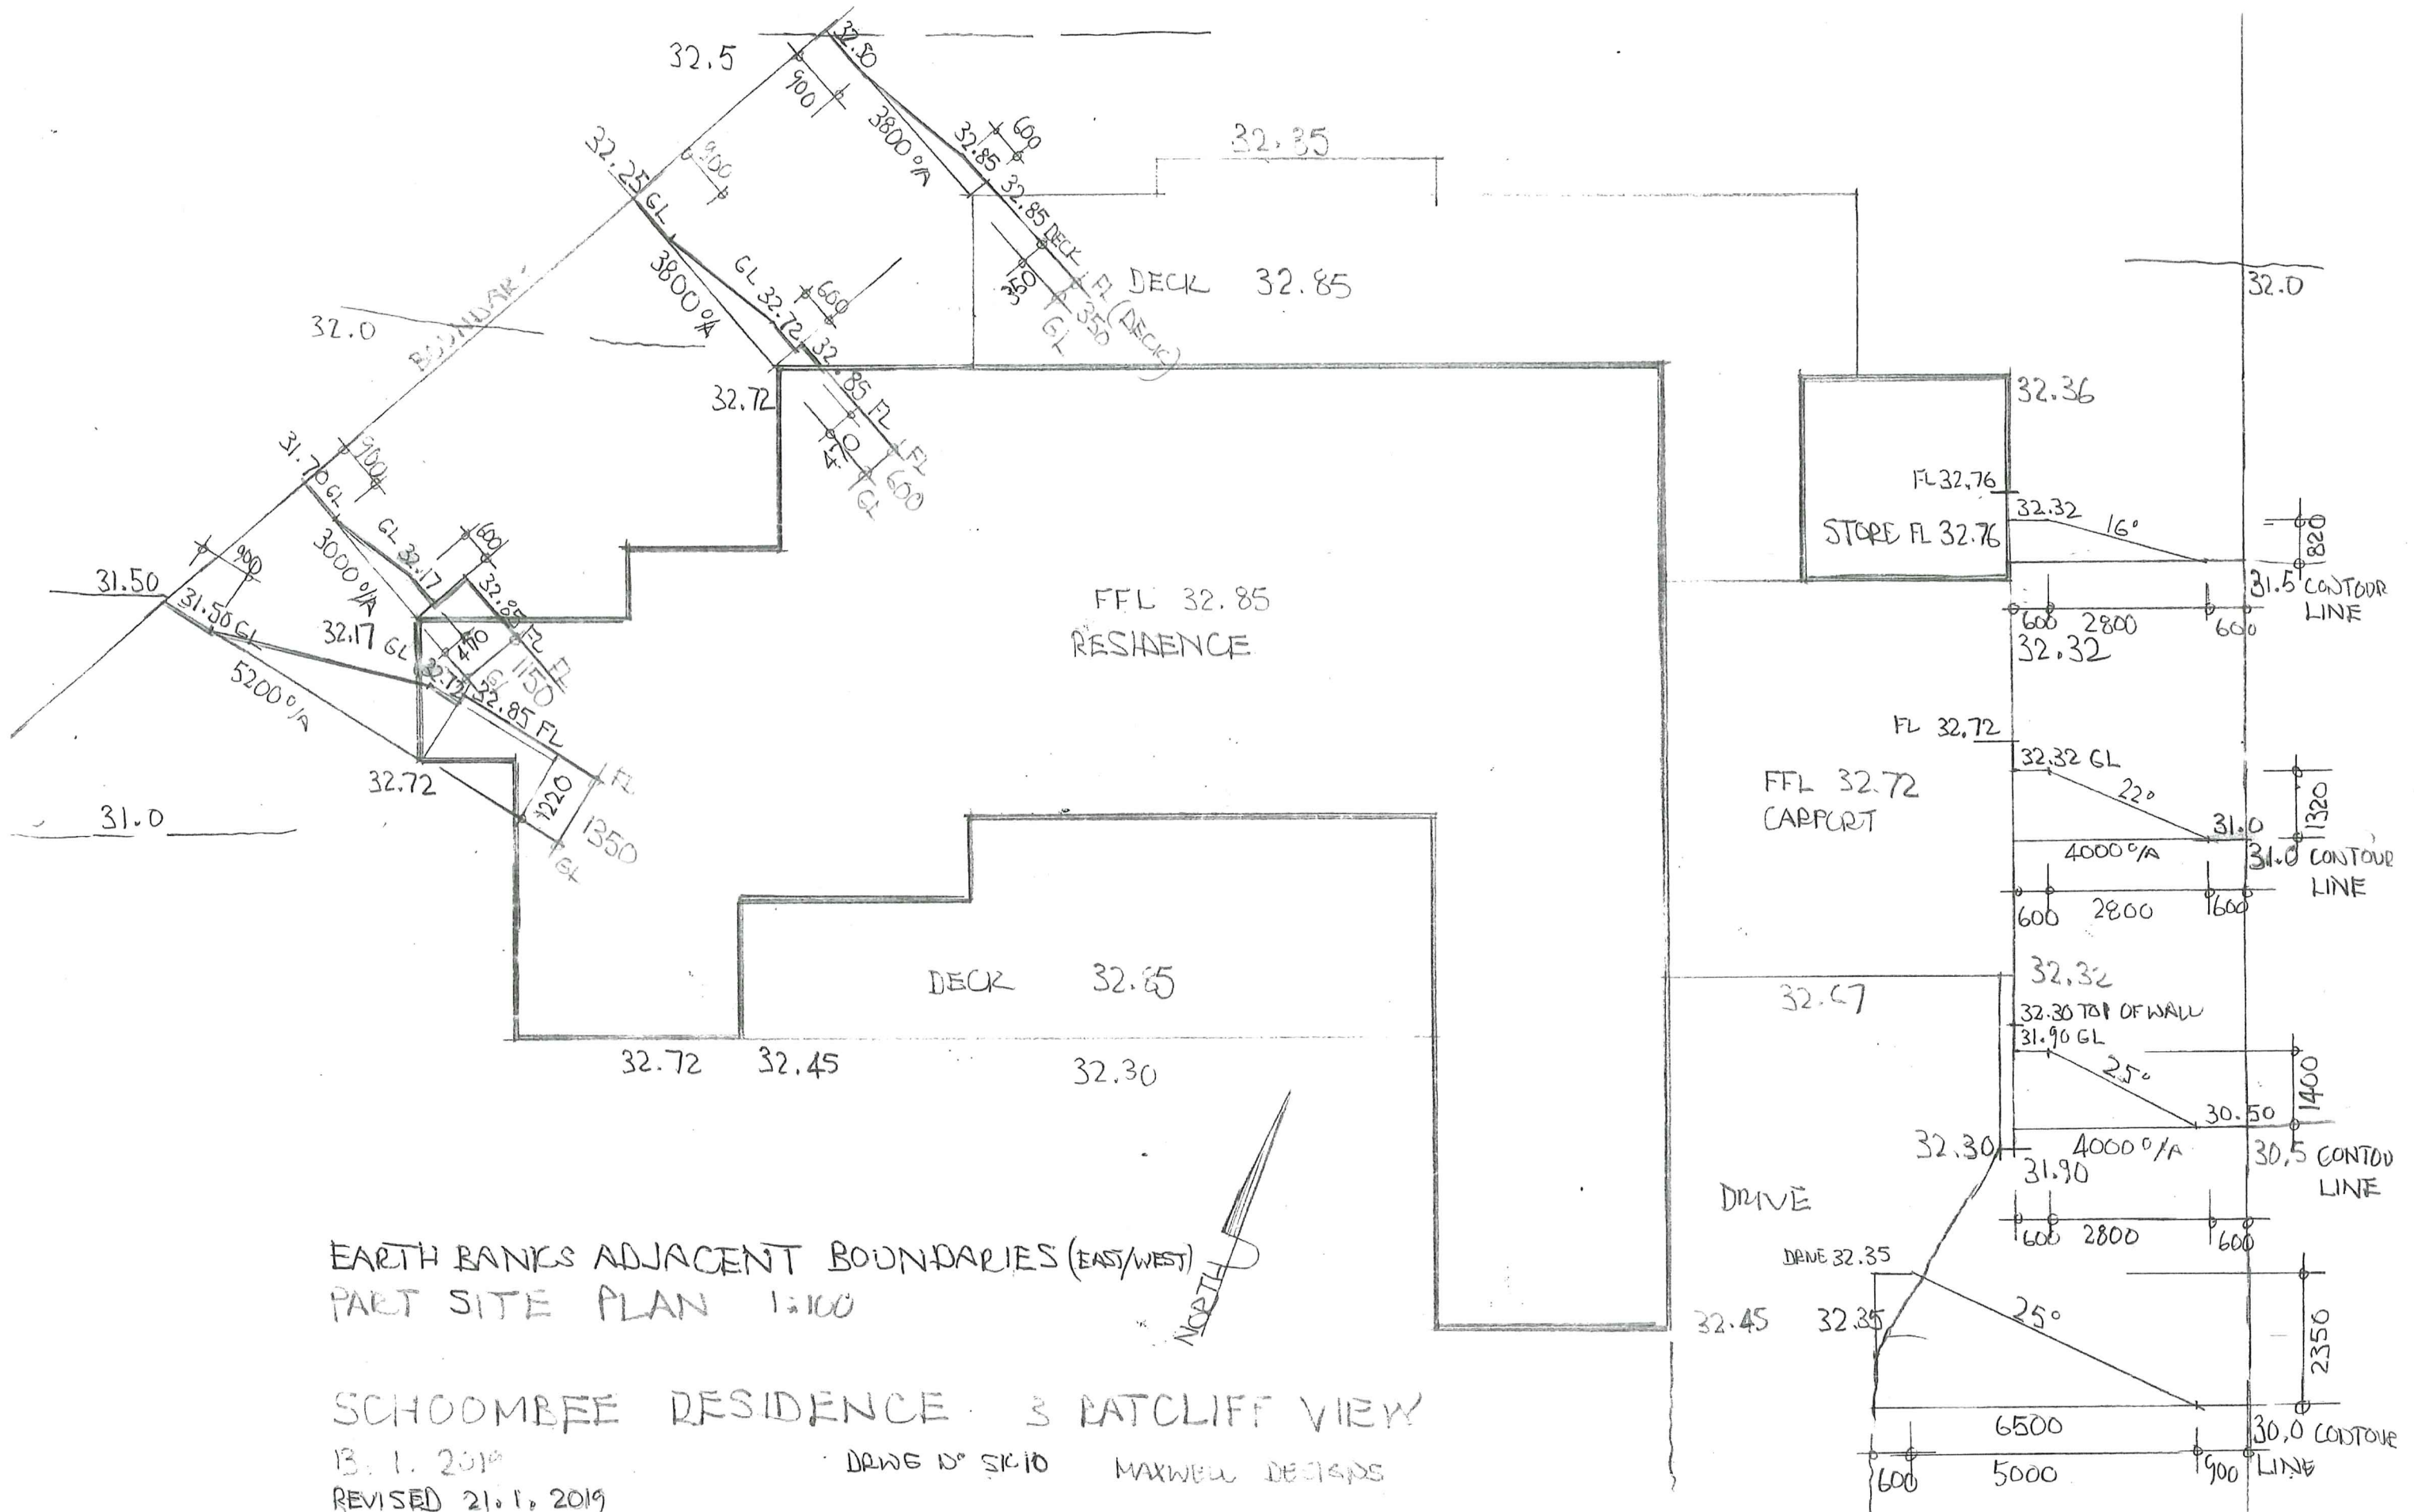 32.5
32.50
900
3800 O/A
32.85
600
32.85 DECK
FL (DECK)
350
350
GL
32.35
DECK 32.85
32.25 GL
900
3800 O/A
GL 32.72
600
32.85 FL
FL
600
GL
32.0
BOUNDARY
32.72
31.70 GL
900
3000 O/A
GL 32.17
600
32.85 FL
FL
470
1150
GL
31.50
31.50 GL
900
5200 O/A
32.17 GL
32.72
32.85 FL
FL
1220
1350
GL
32.72
31.0
FFL 32.85
RESIDENCE
DECK 32.85
32.72
32.45
32.30
32.0
32.36
FL 32.76
STORE FL 32.76
32.32
16°
820
31.5 CONTOUR
LINE
600
2800
600
32.32
FL 32.72
32.32 GL
22°
1320
FFL 32.72
CARPORT
31.0
4000 O/A
31.0 CONTOUR
LINE
600
2800
600
32.32
32.67
32.30 TOP OF WALL
31.90 GL
25°
1400
30.50
4000 O/A
30.5 CONTOU
LINE
32.30
31.90
600
2800
600
DRIVE
DRIVE 32.35
32.45
32.35
25°
2350
6500
30.0 CONTOUR
LINE
600
5000
900
NORTH
EARTH BANKS ADJACENT BOUNDARIES (EAST/WEST)
PART SITE PLAN 1:100
SCHOOMBEE RESIDENCE 3 RATCLIFF VIEW
13. 1. 2019
DRWG No SK10
MAXWELL DESIGNS
REVISED 21. 1. 2019